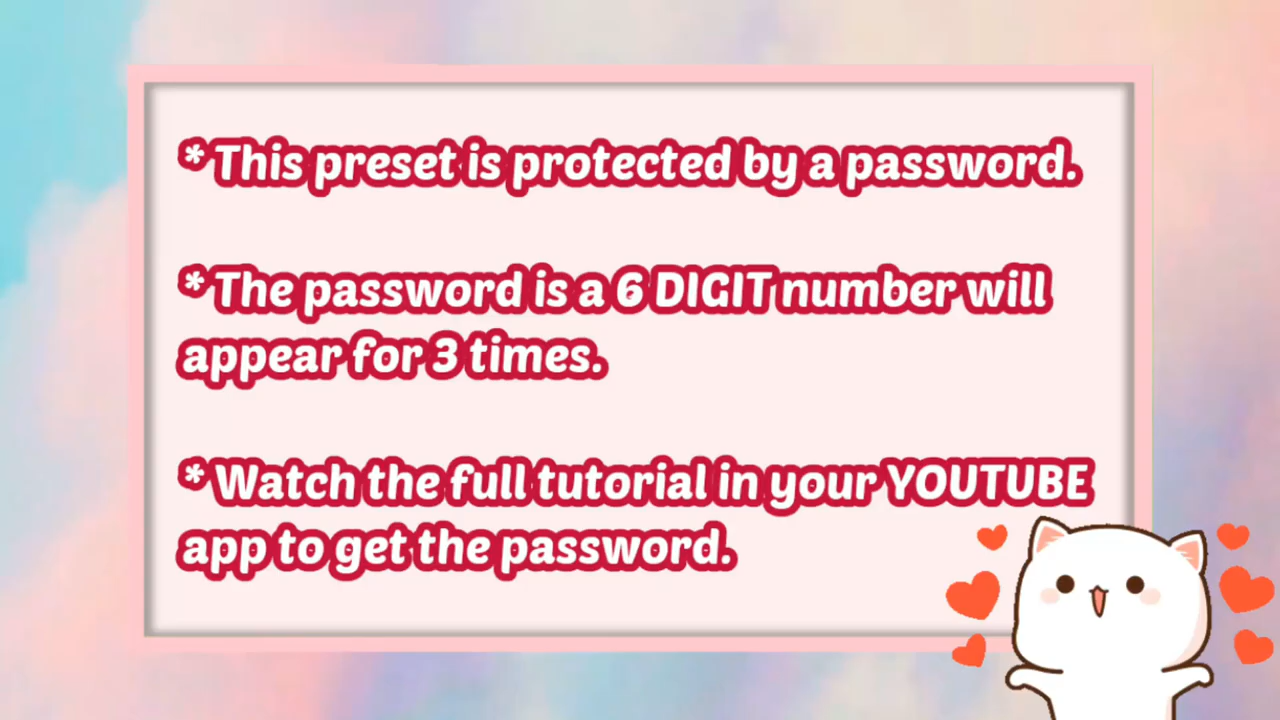 * This preset is protected by a password.
* The password is a 6 DIGIT number will
appear for 3 times.
* Watch the full tutorial in your YOUTUBE
app to get the password.